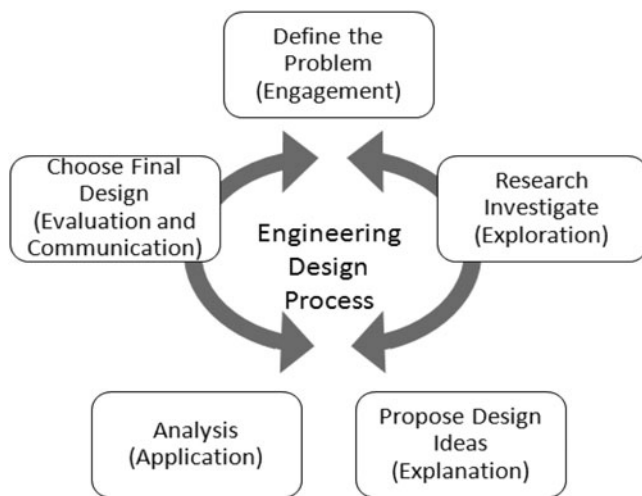 Define the
Problem
(Engagement)
Choose Final
Design
(Evaluation and
Communication)
Research
Investigate
(Exploration)
Engineering
Design
Process
Analysis
(Application)
Propose Design
Ideas
(Explanation)